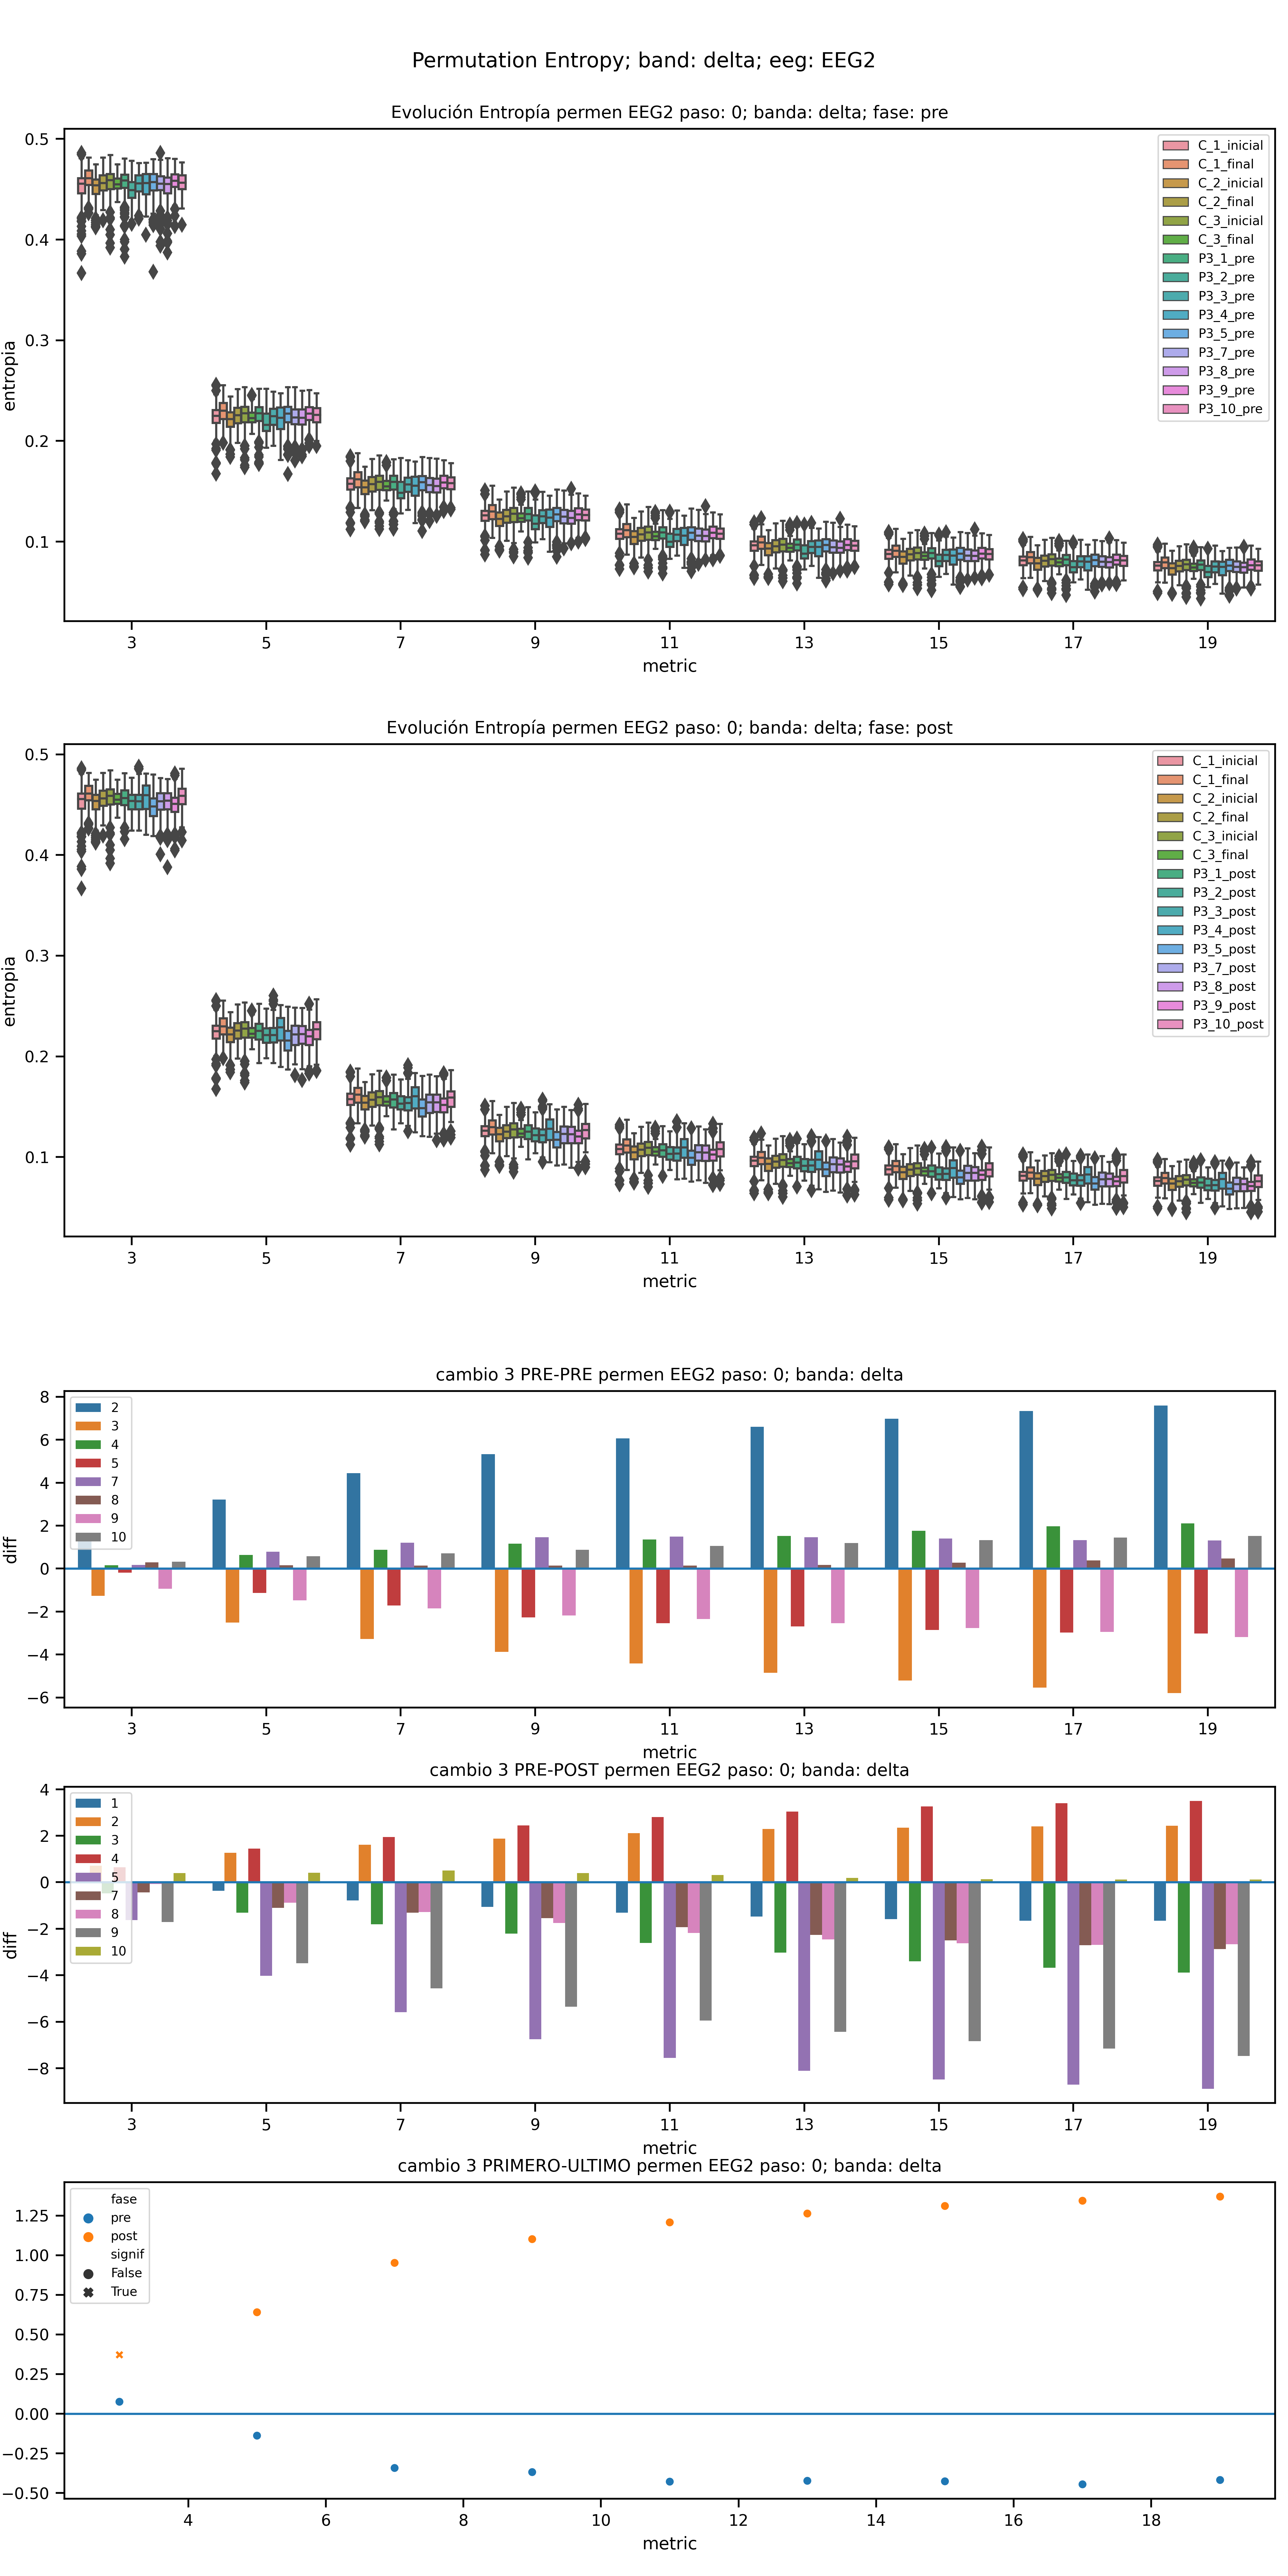 Permutation Entropy; band: delta; eeg: EEG2
Evolución Entropía permen EEG2 paso: 0; banda: delta; fase: pre
0.5
0.4
0.3
0.2
0.1
entropia
C_1_inicial
C_1_final
C_2_inicial
C_2_final
C_3_inicial
C_3_final
P3_1_pre
P3_2_pre
P3_3_pre
P3_4_pre
P3_5_pre
P3_7_pre
P3_8_pre
P3_9_pre
P3_10_pre
3 5 7 9 11 13 15 17 19
metric
Evolución Entropía permen EEG2 paso: 0; banda: delta; fase: post
0.5
0.4
0.3
0.2
0.1
entropia
C_1_inicial
C_1_final
C_2_inicial
C_2_final
C_3_inicial
C_3_final
P3_1_post
P3_2_post
P3_3_post
P3_4_post
P3_5_post
P3_7_post
P3_8_post
P3_9_post
P3_10_post
3 5 7 9 11 13 15 17 19
metric
cambio 3 PRE-PRE permen EEG2 paso: 0; banda: delta
8
6
4
2
0
−2
−4
−6
diff
2
3
4
5
7
8
9
10
3 5 7 9 11 13 15 17 19
metric
cambio 3 PRE-POST permen EEG2 paso: 0; banda: delta
4
2
0
−2
−4
−6
−8
diff
1
2
3
4
5
7
8
9
10
3 5 7 9 11 13 15 17 19
metric
cambio 3 PRIMERO-ULTIMO permen EEG2 paso: 0; banda: delta
1.25
1.00
0.75
0.50
0.25
0.00
−0.25
−0.50
fase
pre
post
signif
False
True
4 6 8 10 12 14 16 18
metric